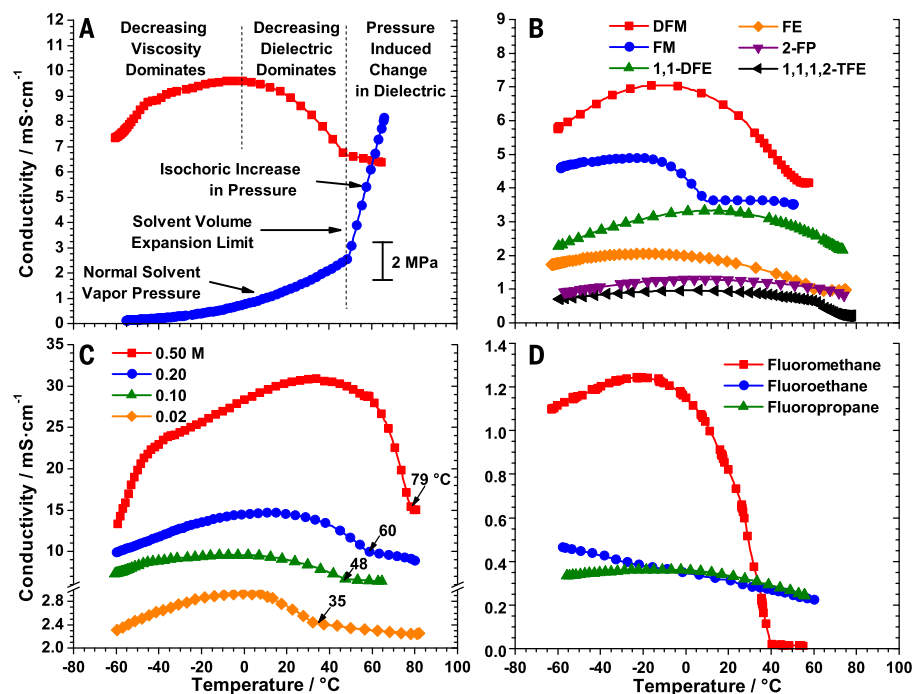 A
Decreasing
Viscosity
Dominates
Decreasing
Dielectric
Dominates
Pressure
Induced
Change
in Dielectric
Isochoric Increase
in Pressure
Solvent Volume
Expansion Limit
Normal Solvent
Vapor Pressure
2 MPa
Conductivity / mS·cm⁻¹
12
11
10
9
8
7
6
5
4
3
2
1
0
B
DFM
FM
1,1-DFE
FE
2-FP
1,1,1,2-TFE
9
8
7
6
5
4
3
2
1
0
C
0.50 M
0.20
0.10
0.02
79 °C
60
48
35
Conductivity / mS·cm⁻¹
35
30
25
20
15
10
2.8
2.6
2.4
2.2
2.0
-80 -60 -40 -20 0 20 40 60 80 100
Temperature / °C
D
Fluoromethane
Fluoroethane
Fluoropropane
1.4
1.2
1.0
0.8
0.6
0.4
0.2
0.0
-80 -60 -40 -20 0 20 40 60 80 100
Temperature / °C